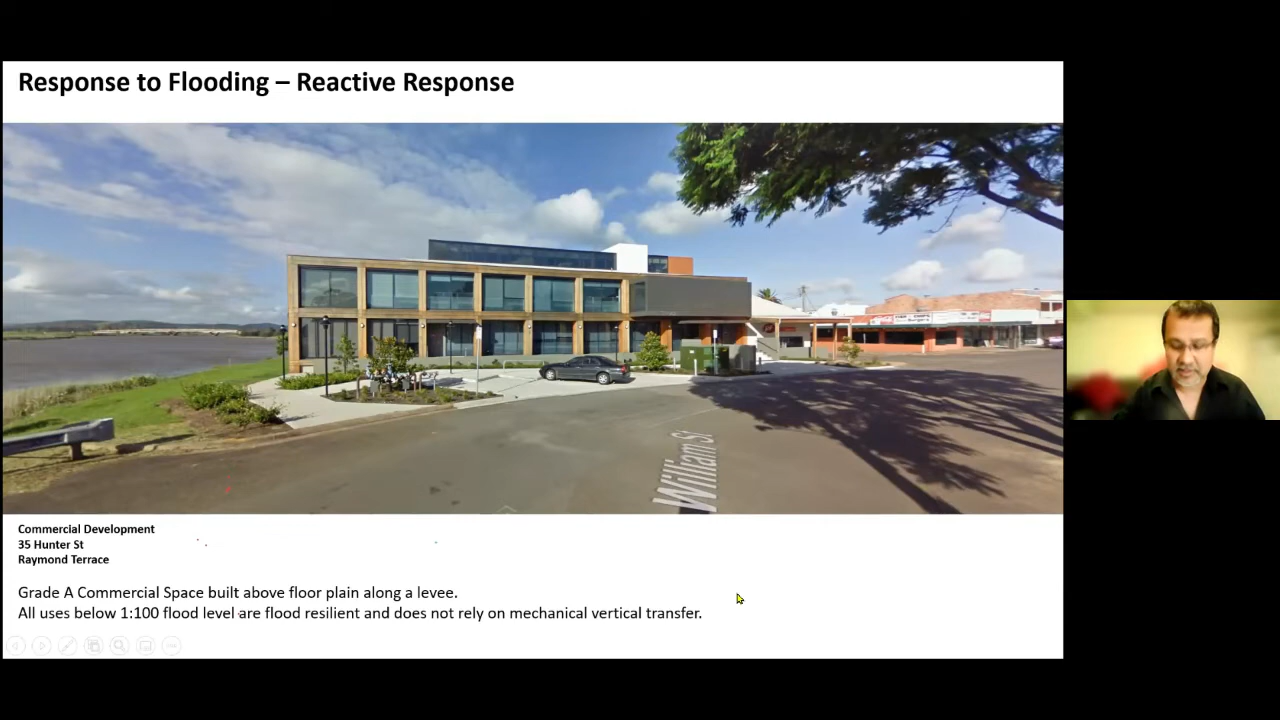 Response to Flooding – Reactive Response
William St
Commercial Development
35 Hunter St
Raymond Terrace
Grade A Commercial Space built above floor plain along a levee.
All uses below 1:100 flood level are flood resilient and does not rely on mechanical vertical transfer.